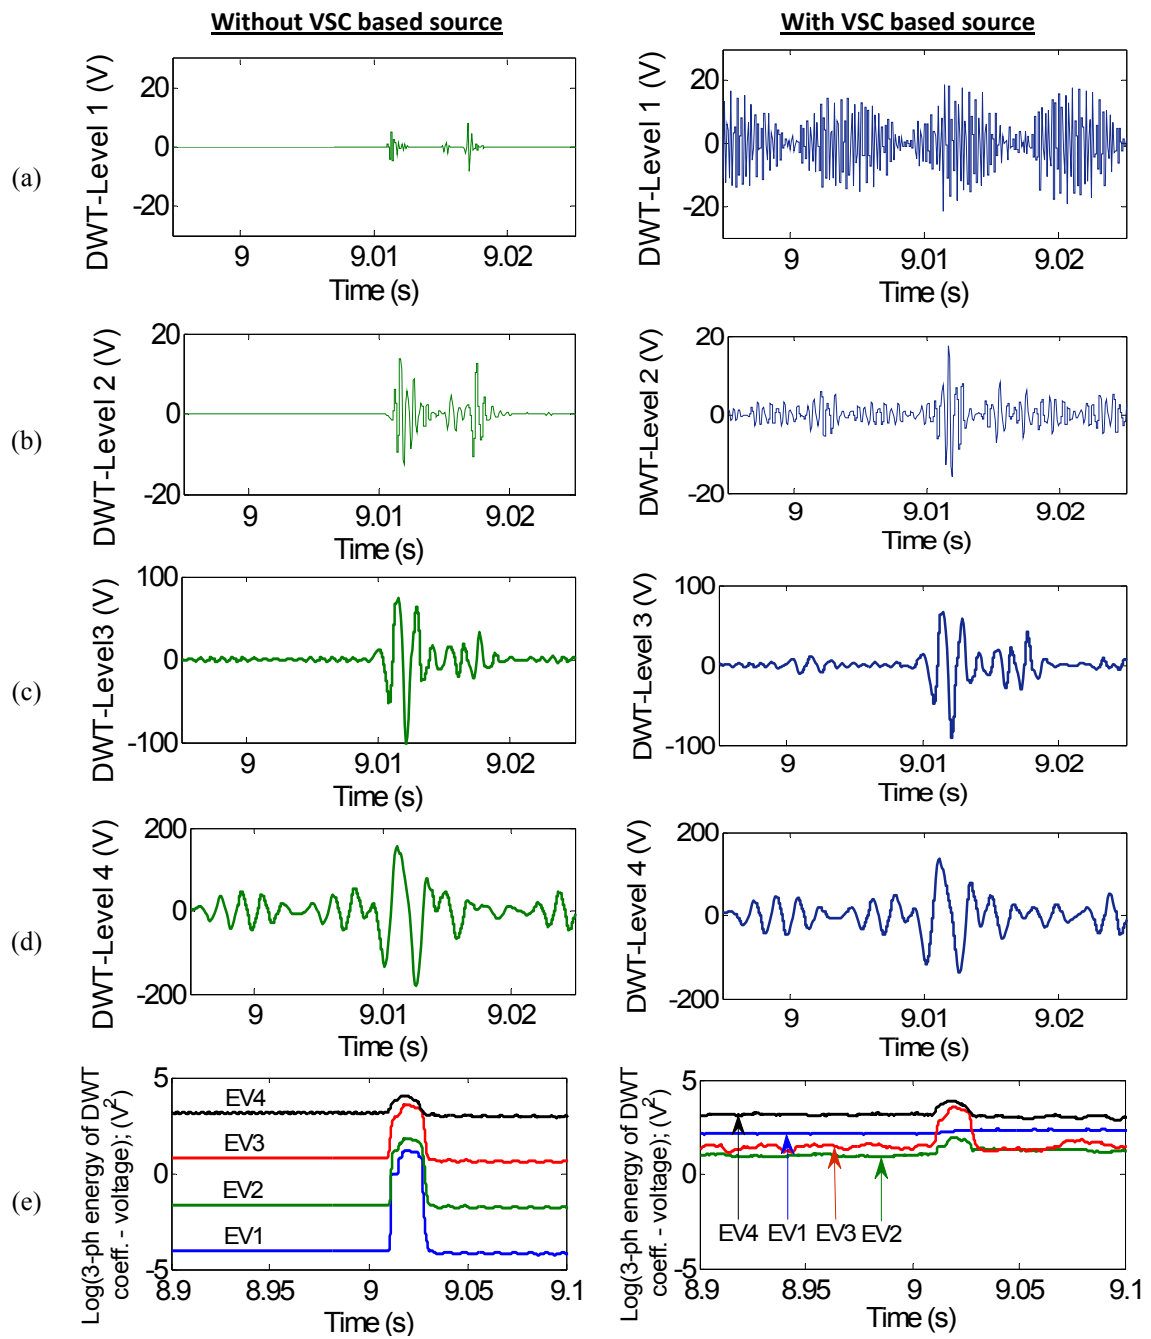 Without VSC based source
With VSC based source
(a)
DWT-Level 1 (V)
20
0
-20
9
9.01
9.02
Time (s)
DWT-Level 1 (V)
20
0
-20
9
9.01
9.02
Time (s)
(b)
DWT-Level 2 (V)
20
0
-20
9
9.01
9.02
Time (s)
DWT-Level 2 (V)
20
0
-20
9
9.01
9.02
Time (s)
(c)
DWT-Level3 (V)
100
0
-100
9
9.01
9.02
Time (s)
DWT-Level 3 (V)
100
0
-100
9
9.01
9.02
Time (s)
(d)
DWT-Level 4 (V)
200
0
-200
9
9.01
9.02
Time (s)
DWT-Level 4 (V)
200
0
-200
9
9.01
9.02
Time (s)
(e)
Log(3-ph energy of DWT
coeff. - voltage); (V²)
5
0
-5
EV4
EV3
EV2
EV1
8.9
8.95
9
9.05
9.1
Time (s)
Log(3-ph energy of DWT
coeff. - voltage); (V²)
5
0
-5
EV4
EV1
EV3
EV2
8.9
8.95
9
9.05
9.1
Time (s)